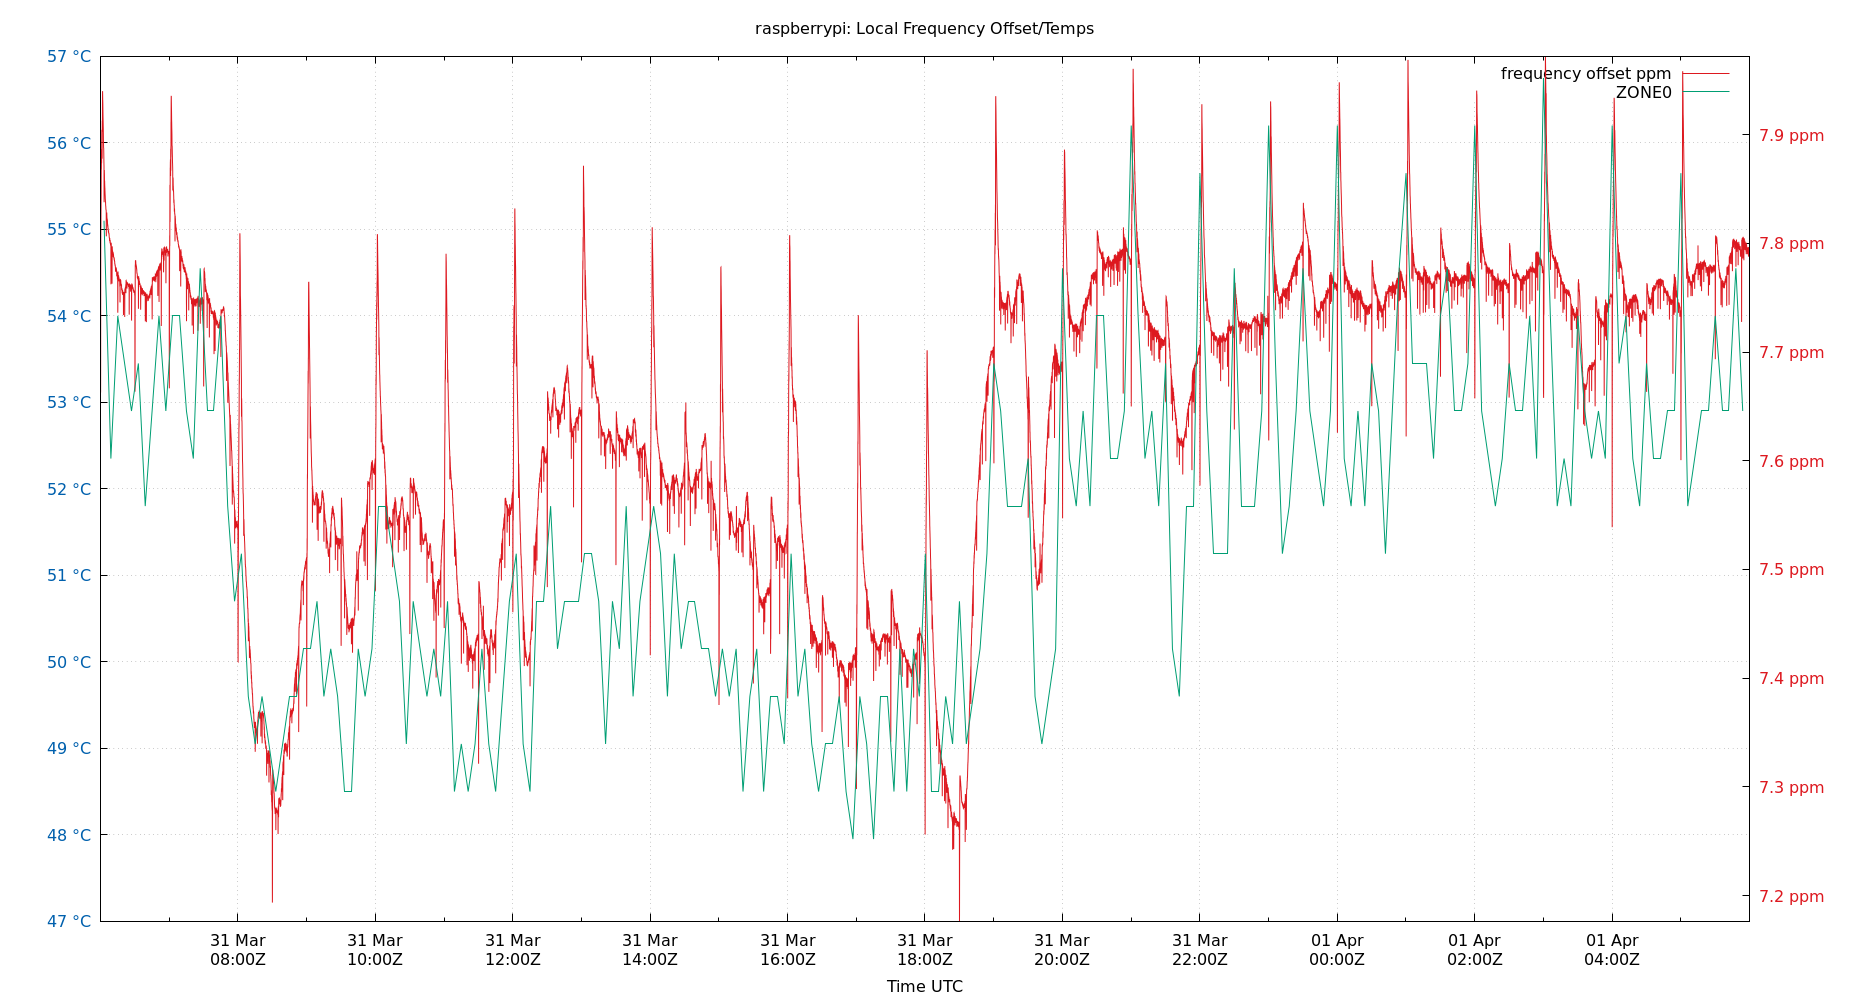 raspberrypi: Local Frequency Offset/Temps
57 °C
56 °C
55 °C
54 °C
53 °C
52 °C
51 °C
50 °C
49 °C
48 °C
47 °C
frequency offset ppm
ZONE0
7.9 ppm
7.8 ppm
7.7 ppm
7.6 ppm
7.5 ppm
7.4 ppm
7.3 ppm
7.2 ppm
31 Mar 31 Mar 31 Mar 31 Mar 31 Mar 31 Mar 31 Mar 31 Mar 01 Apr 01 Apr 01 Apr
08:00Z 10:00Z 12:00Z 14:00Z 16:00Z 18:00Z 20:00Z 22:00Z 00:00Z 02:00Z 04:00Z
Time UTC